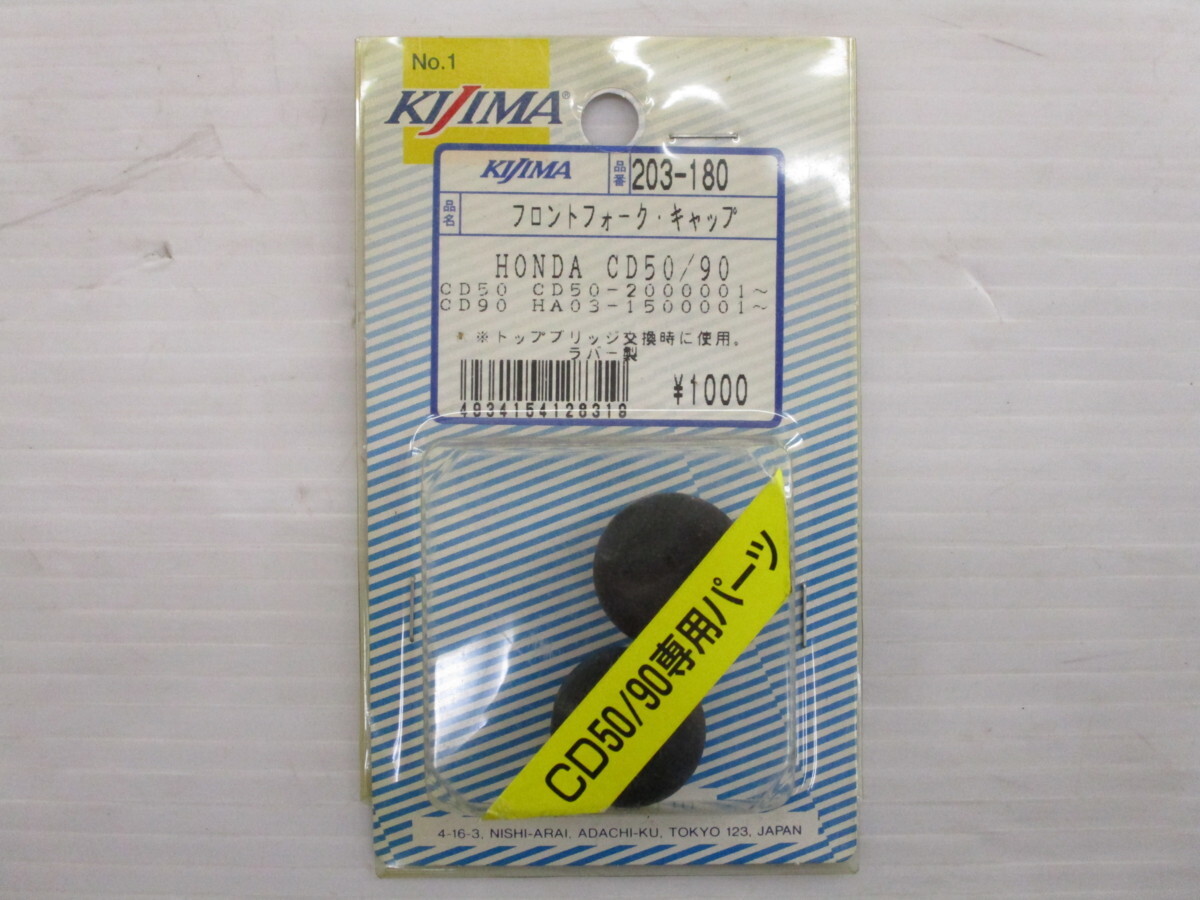 No.1
KIJIMA®
KIJIMA 品番 203-180
品名 フロントフォーク・キャップ
HONDA CD50/90
CD50 CD50-2000001~
CD90 HA03-1500001~
※トップブリッジ交換時に使用。
ラバー製
¥1000
4934154128318
CD50/90専用パーツ
4-16-3, NISHI-ARAI, ADACHI-KU, TOKYO 123, JAPAN